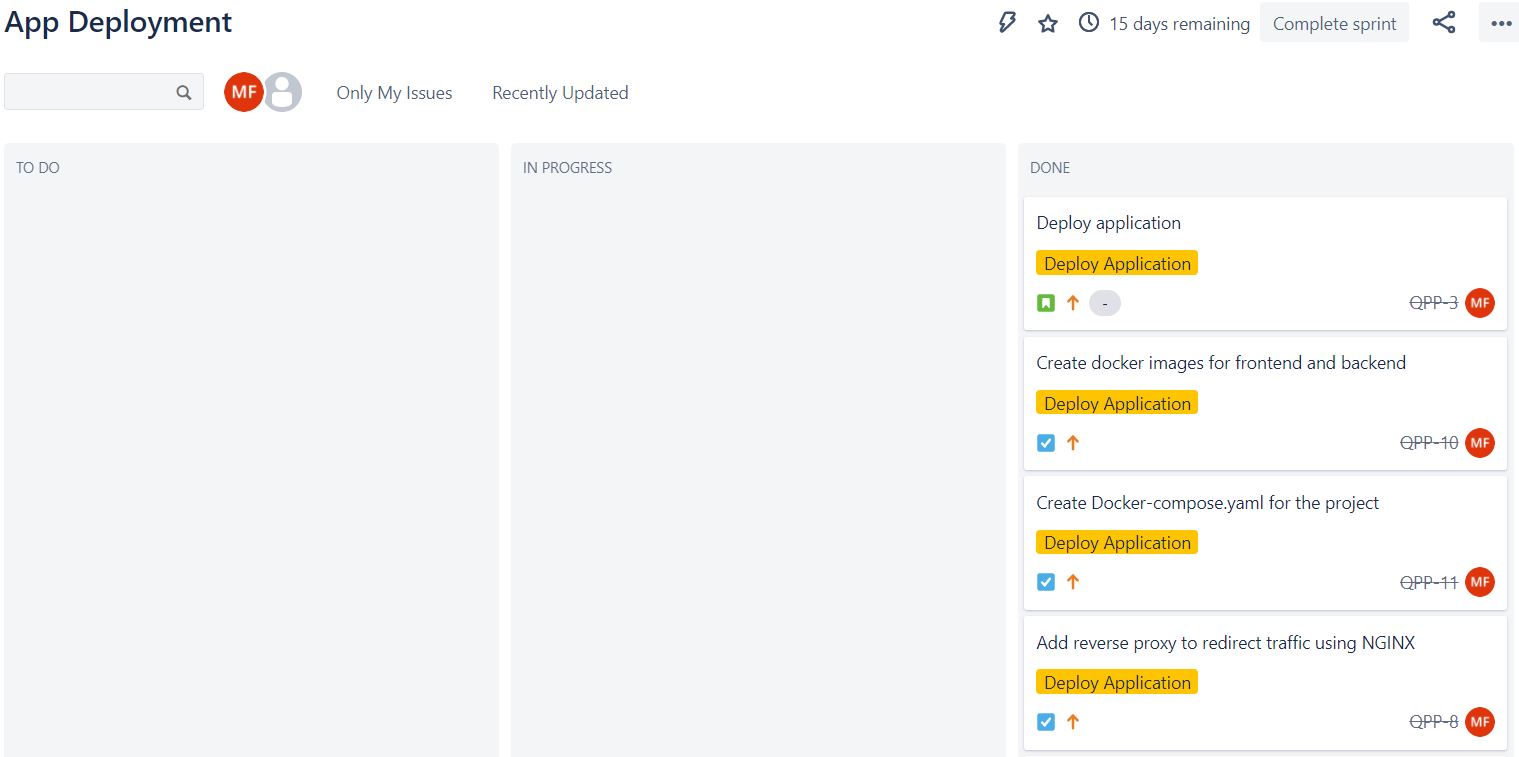 App Deployment
15 days remaining
Complete sprint
MF
Only My Issues
Recently Updated
TO DO
IN PROGRESS
DONE
Deploy application
Deploy Application
-
QPP-3
MF
Create docker images for frontend and backend
Deploy Application
QPP-10
MF
Create Docker-compose.yaml for the project
Deploy Application
QPP-11
MF
Add reverse proxy to redirect traffic using NGINX
Deploy Application
QPP-8
MF